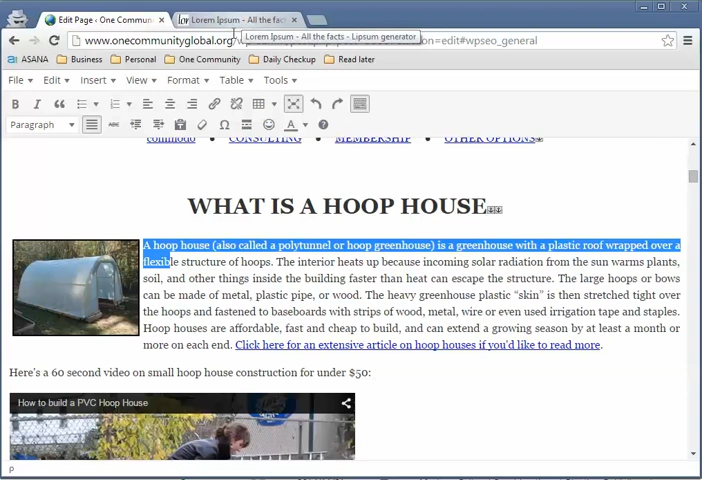 Edit Page ‹ One Commun
Lorem Ipsum - All the fact
www.onecommunityglobal.org
Lorem Ipsum - All the facts - Lipsum generator
ion=edit#wpseo_general
ASANA Business Personal One Community Daily Checkup Read later
File Edit Insert View Format Table Tools
B I
Paragraph ABC Ω A ?
commodo • CONSULTING • MEMBERSHIP • OTHER OPTIONS
WHAT IS A HOOP HOUSE
A hoop house (also called a polytunnel or hoop greenhouse) is a greenhouse with a plastic roof wrapped over a
flexible structure of hoops. The interior heats up because incoming solar radiation from the sun warms plants,
soil, and other things inside the building faster than heat can escape the structure. The large hoops or bows
can be made of metal, plastic pipe, or wood. The heavy greenhouse plastic “skin” is then stretched tight over
the hoops and fastened to baseboards with strips of wood, metal, wire or even used irrigation tape and staples.
Hoop houses are affordable, fast and cheap to build, and can extend a growing season by at least a month or
more on each end. Click here for an extensive article on hoop houses if you'd like to read more.
Here's a 60 second video on small hoop house construction for under $50:
How to build a PVC Hoop House
p